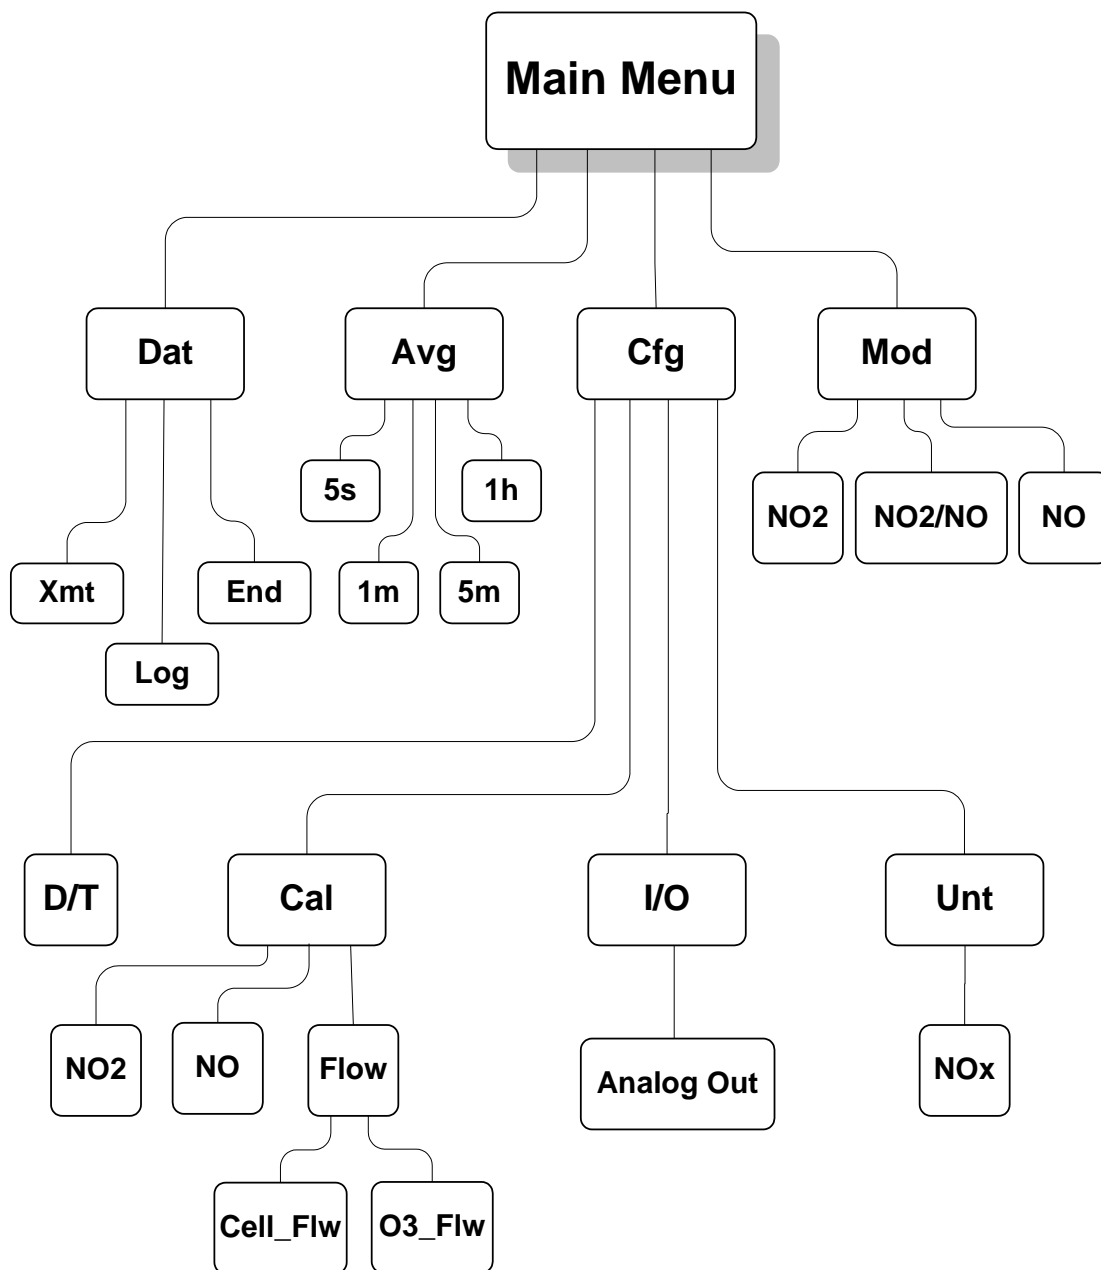 Main Menu
Dat
Avg
Cfg
Mod
5s
1h
NO2
NO2/NO
NO
Xmt
End
1m
5m
Log
D/T
Cal
I/O
Unt
NO2
NO
Flow
Analog Out
NOx
Cell_Flw
O3_Flw